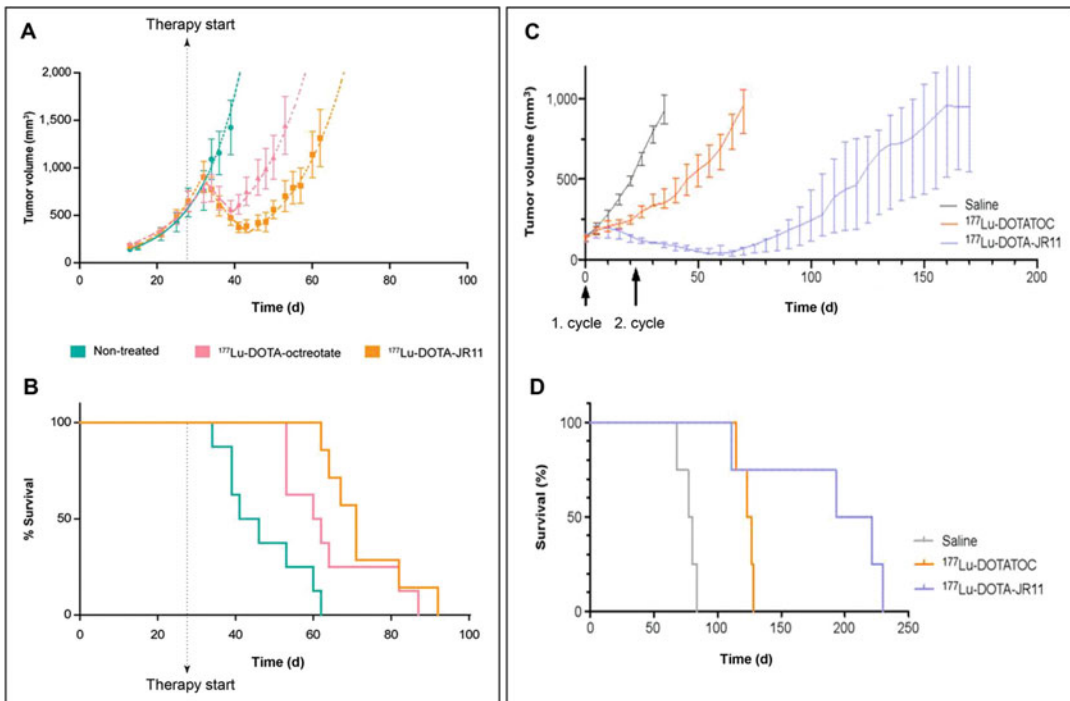 A
Therapy start
2,000
1,500
1,000
500
0
Tumor volume (mm³)
0 20 40 60 80 100
Time (d)
Non-treated ¹⁷⁷Lu-DOTA-octreotate ¹⁷⁷Lu-DOTA-JR11
B
100
50
0
% Survival
0 20 40 60 80 100
Time (d)
Therapy start
C
1,000
500
0
Tumor volume (mm³)
Saline
¹⁷⁷Lu-DOTATOC
¹⁷⁷Lu-DOTA-JR11
0 50 100 150 200
Time (d)
1. cycle 2. cycle
D
100
75
50
25
0
Survival (%)
Saline
¹⁷⁷Lu-DOTATOC
¹⁷⁷Lu-DOTA-JR11
0 50 100 150 200 250
Time (d)